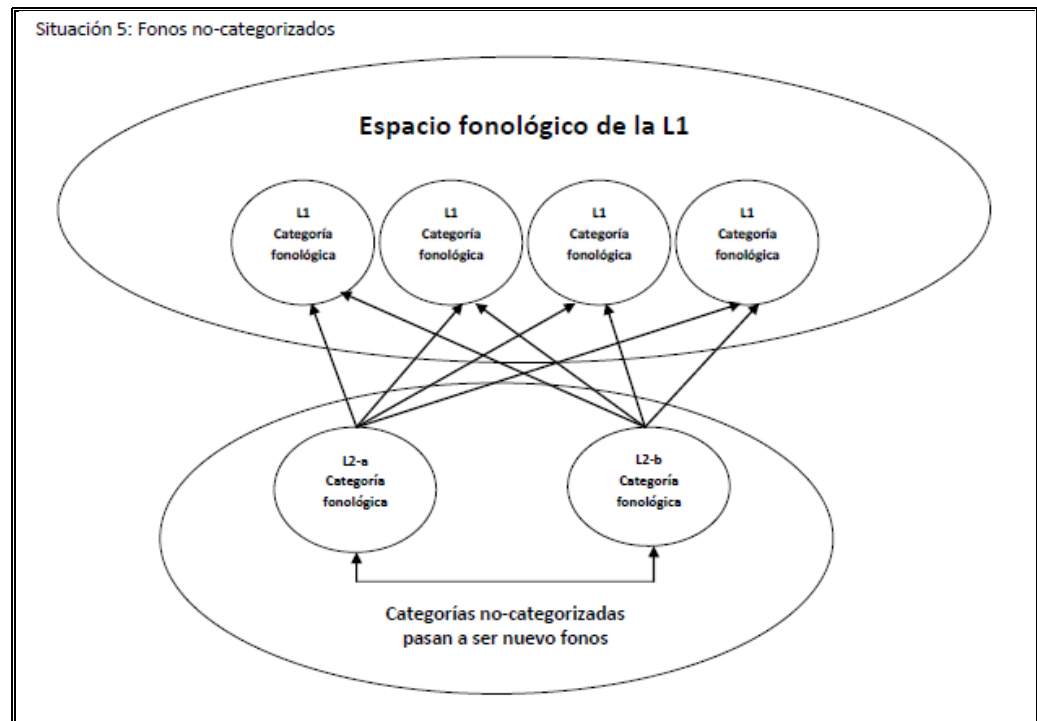 Situación 5: Fonos no-categorizados
Espacio fonológico de la L1
L1
Categoría
fonológica
L1
Categoría
fonológica
L1
Categoría
fonológica
L1
Categoría
fonológica
L2-a
Categoría
fonológica
L2-b
Categoría
fonológica
Categorías no-categorizadas
pasan a ser nuevo fonos